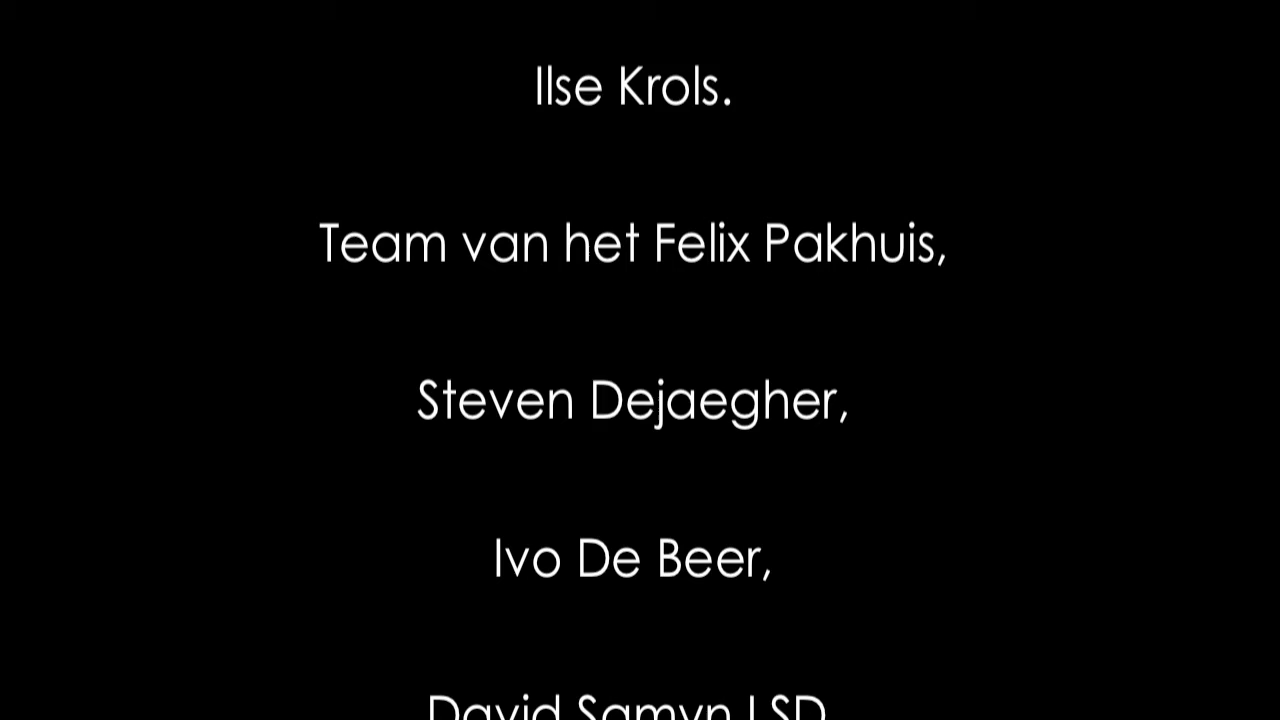 Ilse Krols.
Team van het Felix Pakhuis,
Steven Dejaegher,
Ivo De Beer,
David Samyn LSD